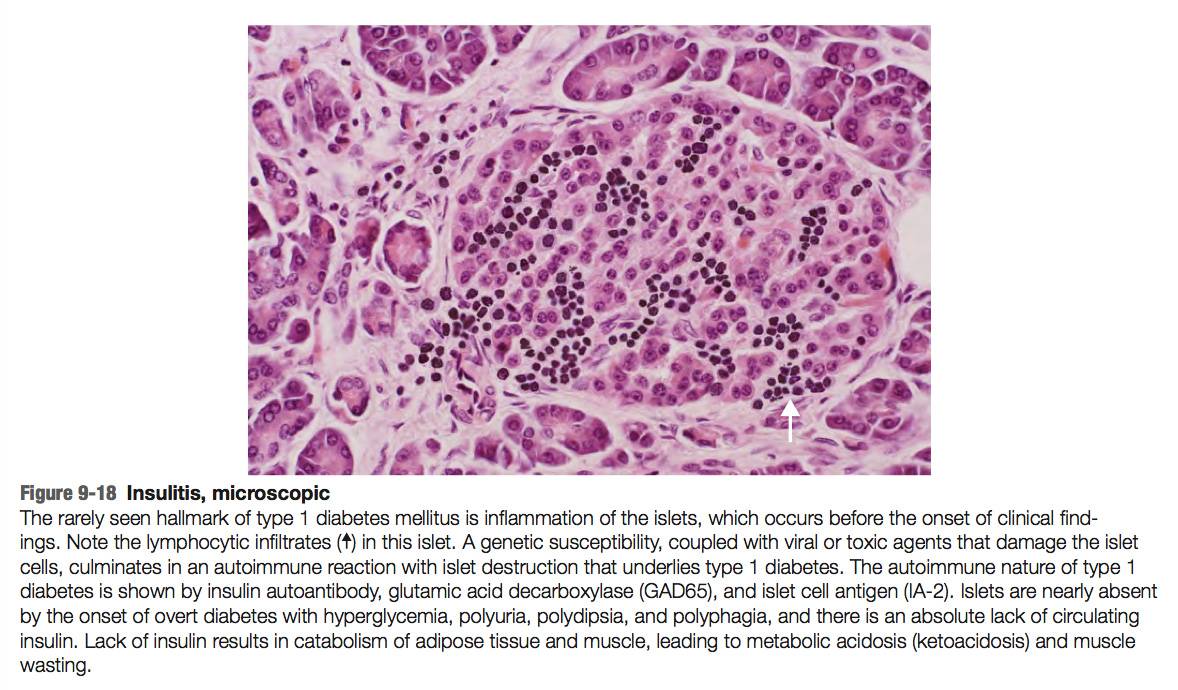 Figure 9-18 Insulitis, microscopic
The rarely seen hallmark of type 1 diabetes mellitus is inflammation of the islets, which occurs before the onset of clinical find-
ings. Note the lymphocytic infiltrates (↑) in this islet. A genetic susceptibility, coupled with viral or toxic agents that damage the islet
cells, culminates in an autoimmune reaction with islet destruction that underlies type 1 diabetes. The autoimmune nature of type 1
diabetes is shown by insulin autoantibody, glutamic acid decarboxylase (GAD65), and islet cell antigen (IA-2). Islets are nearly absent
by the onset of overt diabetes with hyperglycemia, polyuria, polydipsia, and polyphagia, and there is an absolute lack of circulating
insulin. Lack of insulin results in catabolism of adipose tissue and muscle, leading to metabolic acidosis (ketoacidosis) and muscle
wasting.